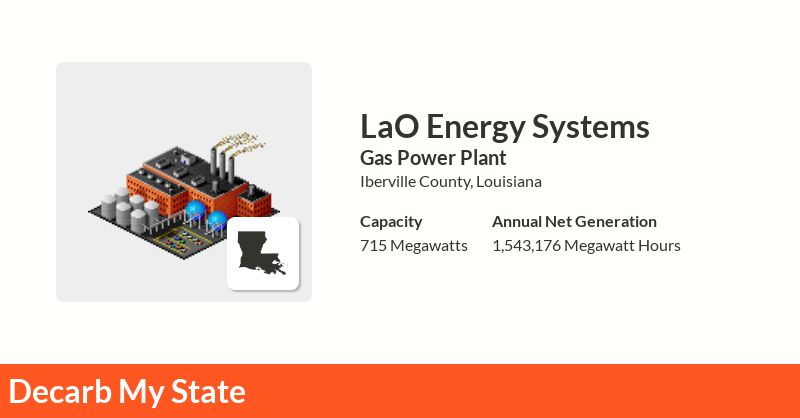 LaO Energy Systems
Gas Power Plant
Iberville County, Louisiana
Capacity
715 Megawatts
Annual Net Generation
1,543,176 Megawatt Hours
Decarb My State